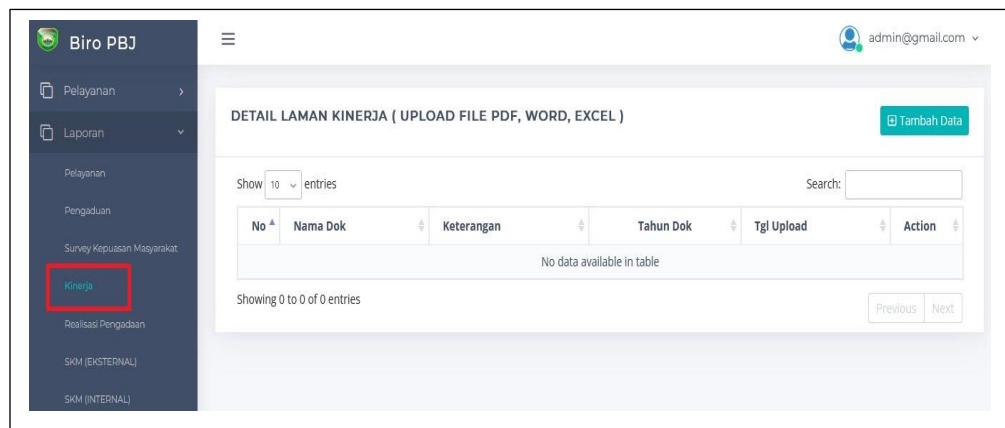 Biro PBJ
admin@gmail.com
Pelayanan
Laporan
Pelayanan
Pengaduan
Survey Kepuasan Masyarakat
Kinerja
Realisasi Pengadaan
SKM (EKSTERNAL)
SKM (INTERNAL)
DETAIL LAMAN KINERJA ( UPLOAD FILE PDF, WORD, EXCEL )
Tambah Data
Show 10 entries
Search:
No Nama Dok Keterangan Tahun Dok Tgl Upload Action
No data available in table
Showing 0 to 0 of 0 entries
Previous Next